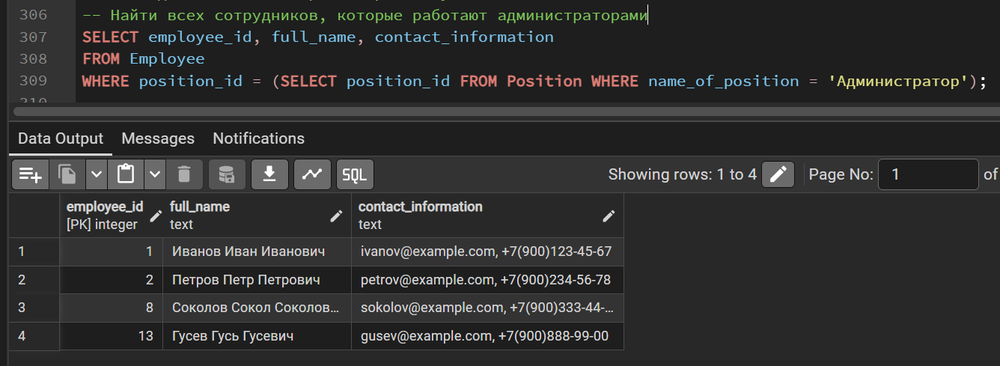 306 -- Найти всех сотрудников, которые работают администраторами
307 SELECT employee_id, full_name, contact_information
308 FROM Employee
309 WHERE position_id = (SELECT position_id FROM Position WHERE name_of_position = 'Администратор');
310
Data Output Messages Notifications
SQL Showing rows: 1 to 4 Page No: 1 of
employee_id full_name contact_information
[PK] integer text text
1 1 Иванов Иван Иванович ivanov@example.com, +7(900)123-45-67
2 2 Петров Петр Петрович petrov@example.com, +7(900)234-56-78
3 8 Соколов Сокол Соколов… sokolov@example.com, +7(900)333-44-…
4 13 Гусев Гусь Гусевич gusev@example.com, +7(900)888-99-00